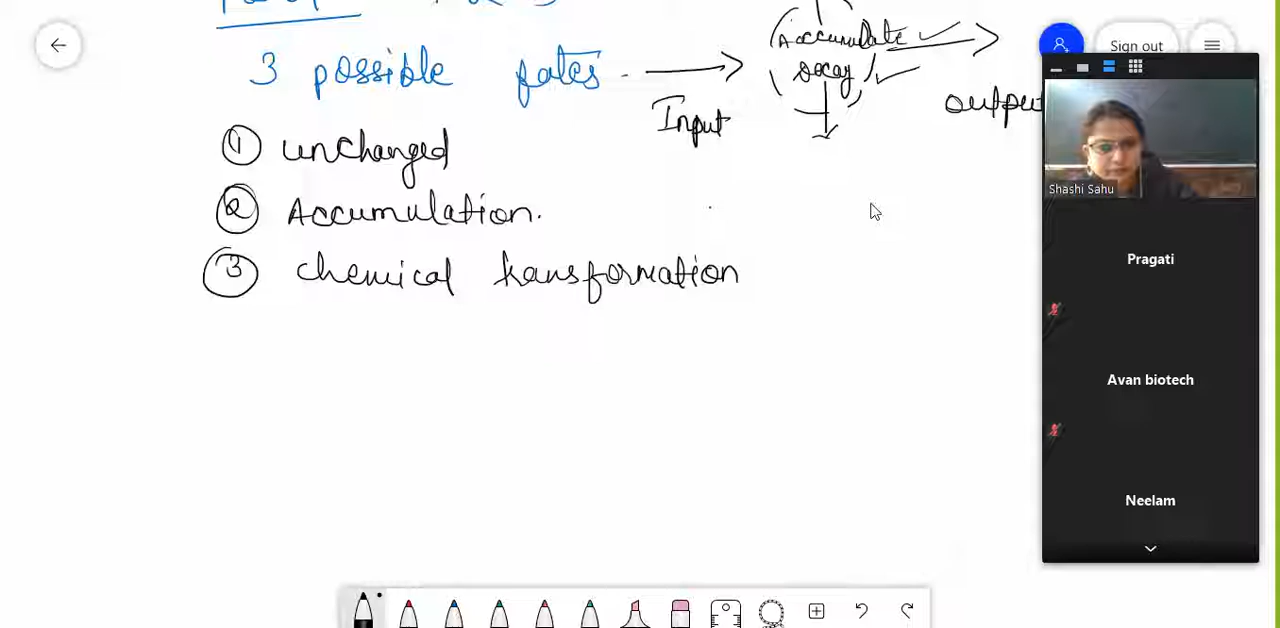 Accumulate
Sign out
3 possible fates
Decay
Input
output
① unchanged
Shashi Sahu
② Accumulation.
Pragati
③ chemical transformation
Avan biotech
Neelam